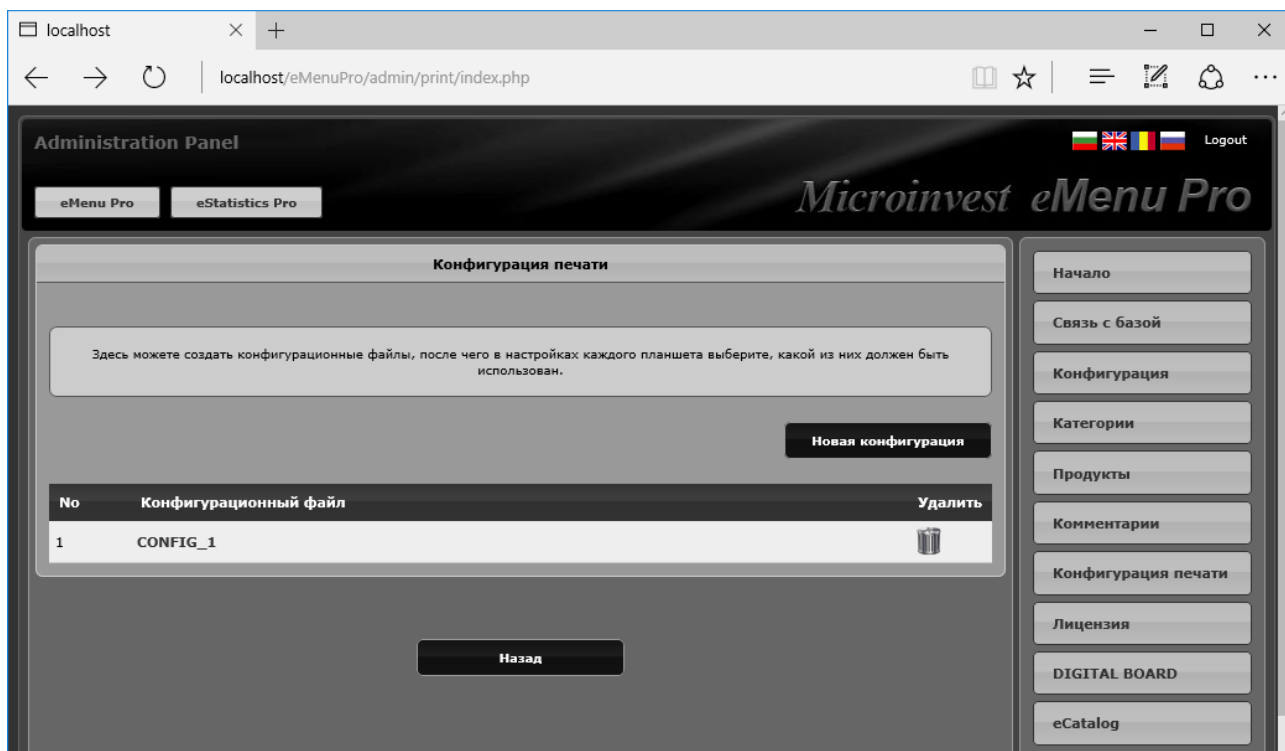 localhost
localhost/eMenuPro/admin/print/index.php
Administration Panel
Logout
eMenu Pro
eStatistics Pro
Microinvest eMenu Pro
Конфигурация печати
Здесь можете создать конфигурационные файлы, после чего в настройках каждого планшета выберите, какой из них должен быть
использован.
Новая конфигурация
No Конфигурационный файл Удалить
1 CONFIG_1
Назад
Начало
Связь с базой
Конфигурация
Категории
Продукты
Комментарии
Конфигурация печати
Лицензия
DIGITAL BOARD
eCatalog